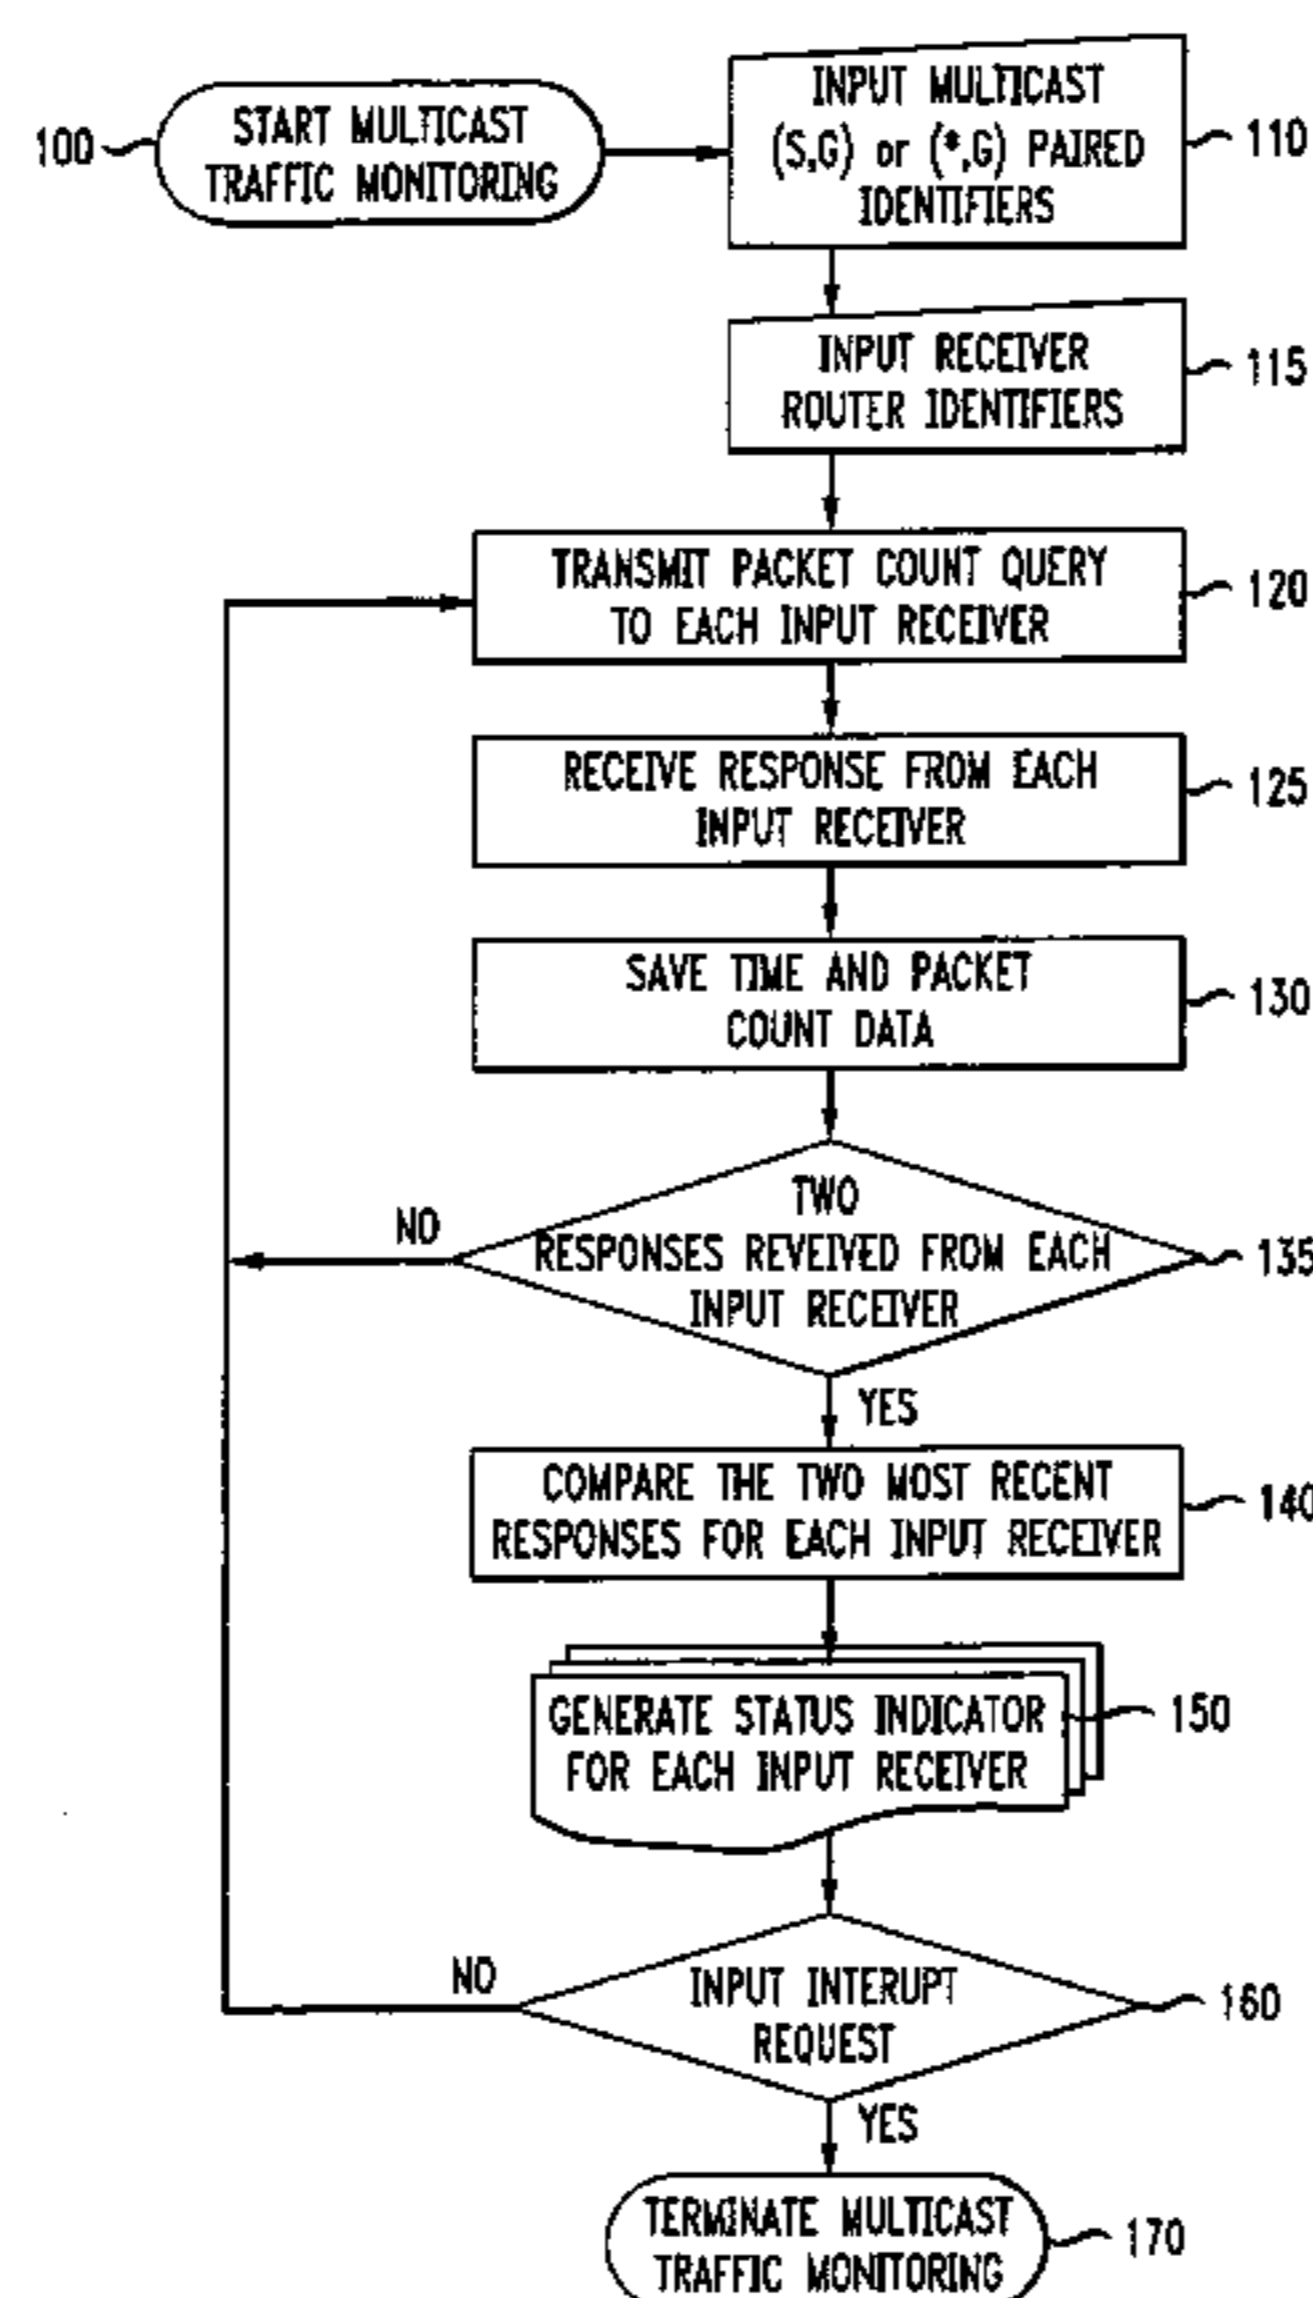 100
START MULTICAST
TRAFFIC MONITORING
INPUT MULTICAST
(S,G) or (*,G) PAIRED
IDENTIFIERS
110
INPUT RECEIVER
ROUTER IDENTIFIERS
115
TRANSMIT PACKET COUNT QUERY
TO EACH INPUT RECEIVER
120
RECEIVE RESPONSE FROM EACH
INPUT RECEIVER
125
SAVE TIME AND PACKET
COUNT DATA
130
NO
TWO
RESPONSES REVEIVED FROM EACH
INPUT RECEIVER
135
YES
COMPARE THE TWO MOST RECENT
RESPONSES FOR EACH INPUT RECEIVER
140
GENERATE STATUS INDICATOR
FOR EACH INPUT RECEIVER
150
NO
INPUT INTERUPT
REQUEST
160
YES
TERMINATE MULTICAST
TRAFFIC MONITORING
170